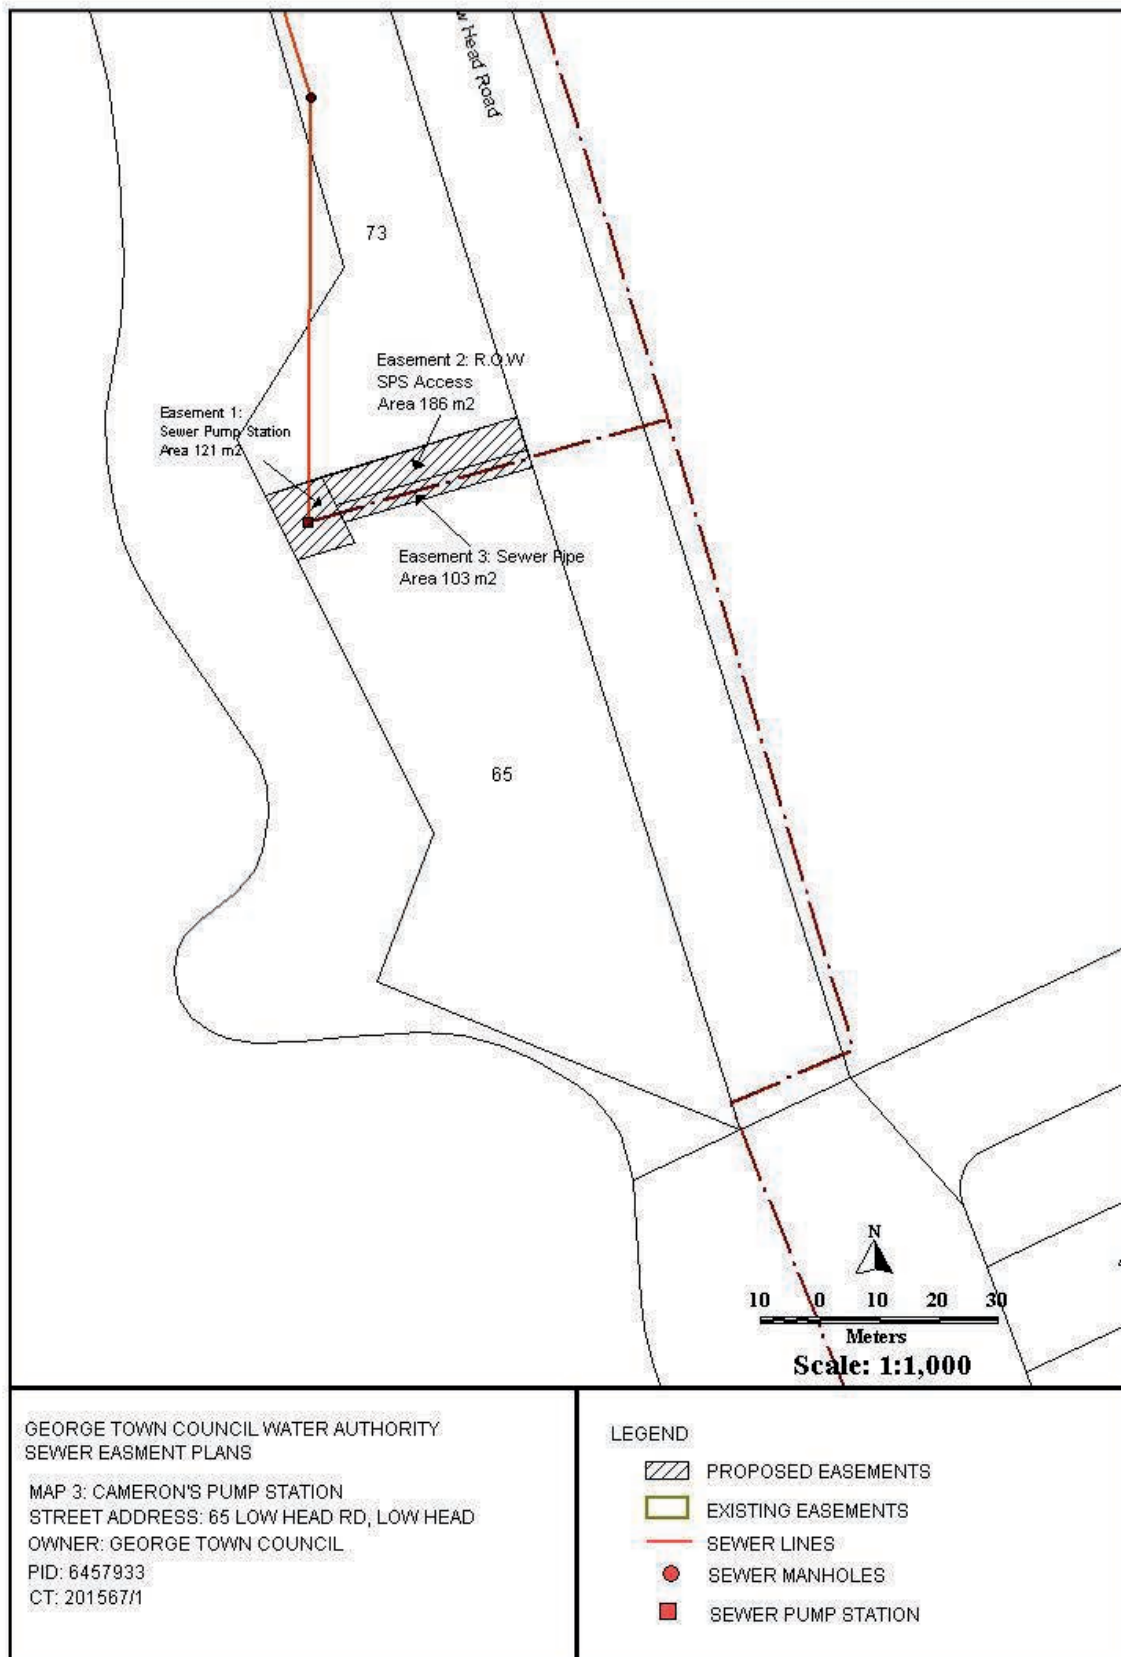 w Head Road
73
Easement 2: R.O.W
SPS Access
Area 186 m2
Easement 1:
Sewer Pump Station
Area 121 m2
Easement 3: Sewer Pipe
Area 103 m2
65
N
10 0 10 20 30
Meters
Scale: 1:1,000
GEORGE TOWN COUNCIL WATER AUTHORITY
SEWER EASMENT PLANS
MAP 3: CAMERON'S PUMP STATION
STREET ADDRESS: 65 LOW HEAD RD, LOW HEAD
OWNER: GEORGE TOWN COUNCIL
PID: 6457933
CT: 201567/1
LEGEND
PROPOSED EASEMENTS
EXISTING EASEMENTS
SEWER LINES
SEWER MANHOLES
SEWER PUMP STATION